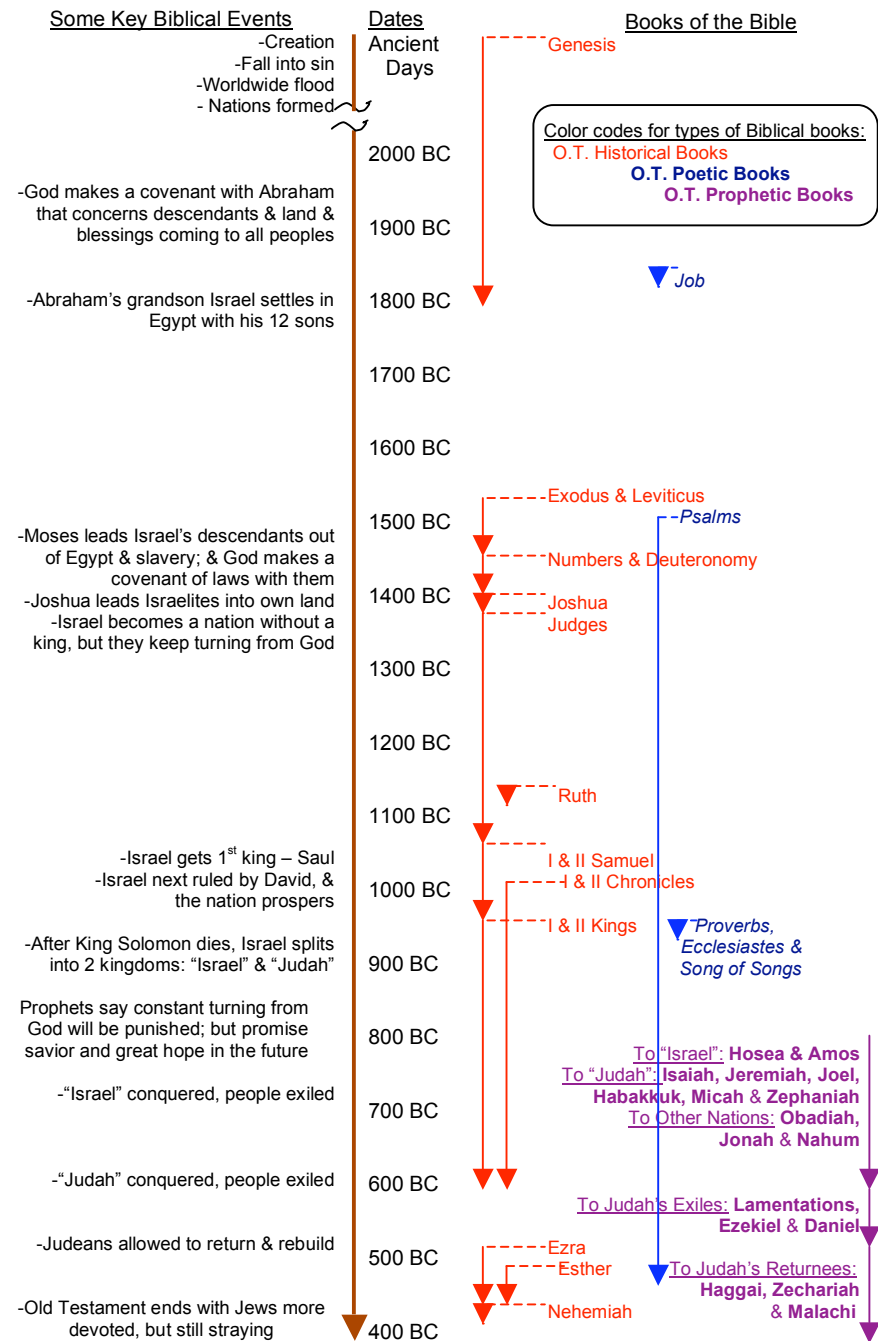 Some Key Biblical Events
-Creation
-Fall into sin
-Worldwide flood
- Nations formed
-God makes a covenant with Abraham
that concerns descendants & land &
blessings coming to all peoples
-Abraham's grandson Israel settles in
Egypt with his 12 sons
-Moses leads Israel's descendants out
of Egypt & slavery; & God makes a
covenant of laws with them
-Joshua leads Israelites into own land
-Israel becomes a nation without a
king, but they keep turning from God
-Israel gets 1st king – Saul
-Israel next ruled by David, &
the nation prospers
-After King Solomon dies, Israel splits
into 2 kingdoms: "Israel" & "Judah"
Prophets say constant turning from
God will be punished; but promise
savior and great hope in the future
-"Israel" conquered, people exiled
-"Judah" conquered, people exiled
-Judeans allowed to return & rebuild
-Old Testament ends with Jews more
devoted, but still straying
Dates
Ancient
Days
2000 BC
1900 BC
1800 BC
1700 BC
1600 BC
1500 BC
1400 BC
1300 BC
1200 BC
1100 BC
1000 BC
900 BC
800 BC
700 BC
600 BC
500 BC
400 BC
Books of the Bible
Genesis
Color codes for types of Biblical books:
O.T. Historical Books
O.T. Poetic Books
O.T. Prophetic Books
Job
Exodus & Leviticus
Psalms
Numbers & Deuteronomy
Joshua
Judges
Ruth
I & II Samuel
I & II Chronicles
I & II Kings
Proverbs,
Ecclesiastes &
Song of Songs
To "Israel": Hosea & Amos
To "Judah": Isaiah, Jeremiah, Joel,
Habakkuk, Micah & Zephaniah
To Other Nations: Obadiah,
Jonah & Nahum
To Judah's Exiles: Lamentations,
Ezekiel & Daniel
Ezra
Esther
To Judah's Returnees:
Haggai, Zechariah
& Malachi
Nehemiah